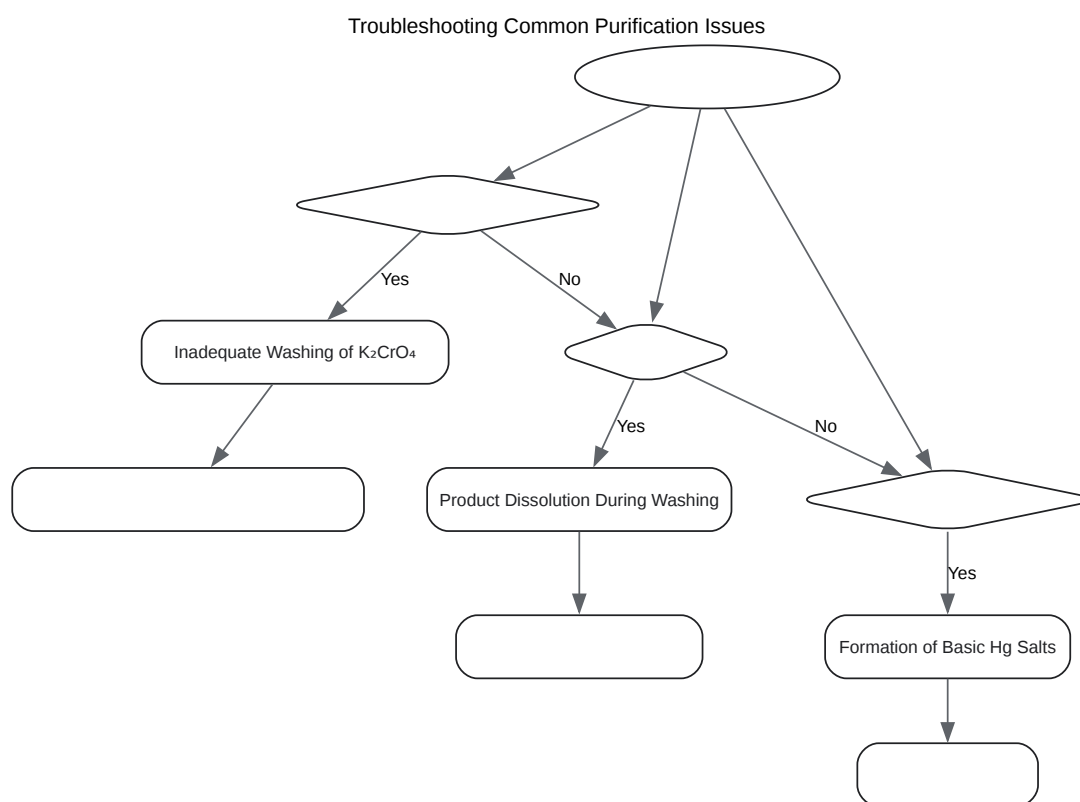 Troubleshooting Common Purification Issues
Yes
No
Inadequate Washing of K₂CrO₄
Yes
No
Product Dissolution During Washing
Yes
Formation of Basic Hg Salts